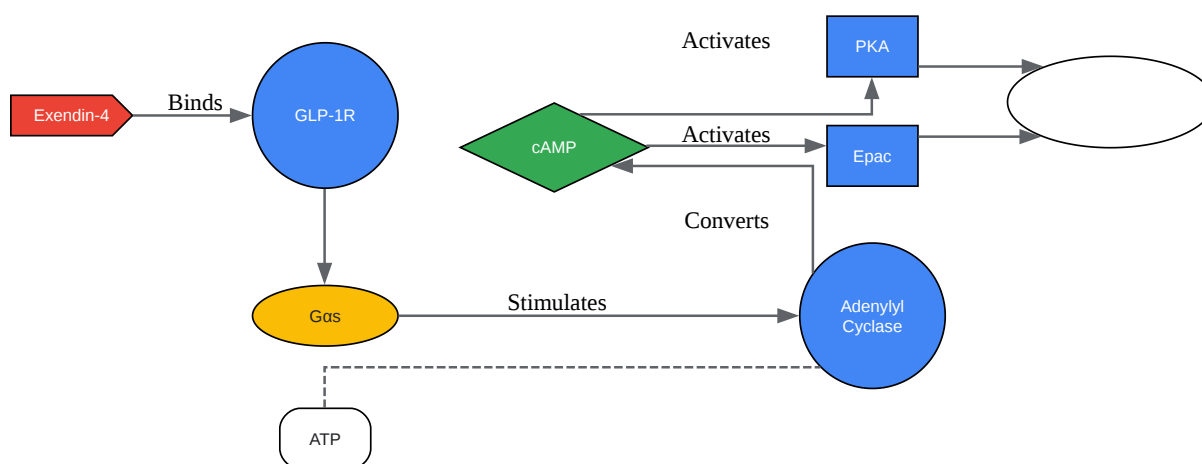 Activates
PKA
Exendin-4
Binds
GLP-1R
cAMP
Activates
Epac
Converts
Gαs
Stimulates
Adenylyl
Cyclase
ATP